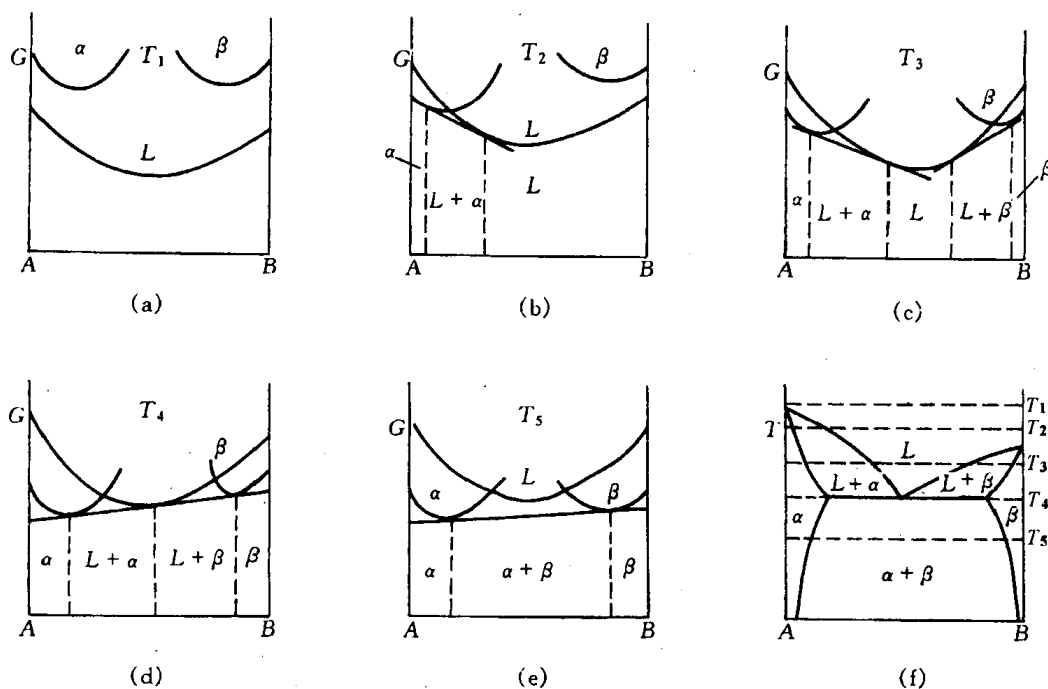 G
α
T₁
β
L
A
B
(a)
G
T₂
β
L
α
L + α
L
A
B
(b)
G
T₃
β
β
α
L + α
L
L + β
A
B
(c)
G
T₄
β
α
L + α
L + β
β
A
B
(d)
G
T₅
L
α
β
α
α + β
β
A
B
(e)
T
T₁
T₂
L
T₃
L + α
L + β
T₄
α
β
T₅
α + β
A
B
(f)